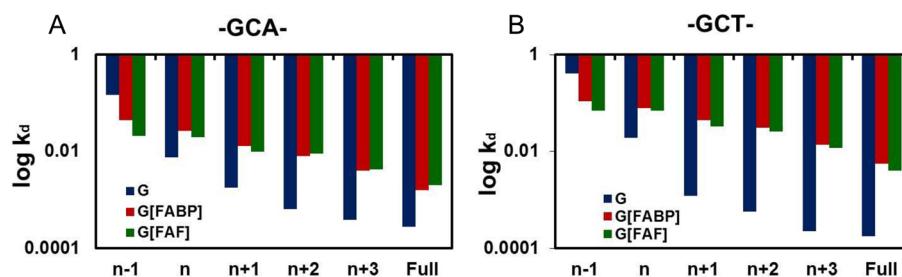 A
-GCA-
1
0.01
0.0001
log kd
G
G[FABP]
G[FAF]
n-1 n n+1 n+2 n+3 Full
B
-GCT-
1
0.01
0.0001
log kd
G
G[FABP]
G[FAF]
n-1 n n+1 n+2 n+3 Full